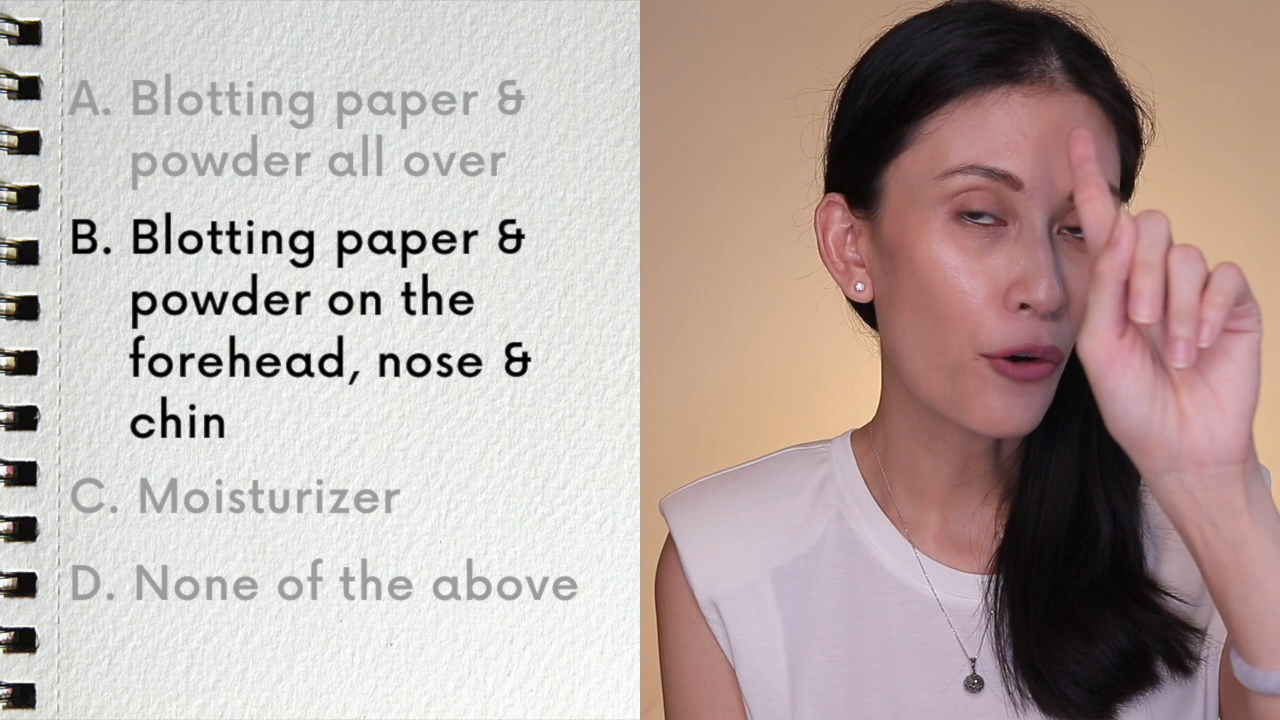 A. Blotting paper &
powder all over
B. Blotting paper &
powder on the
forehead, nose &
chin
C. Moisturizer
D. None of the above